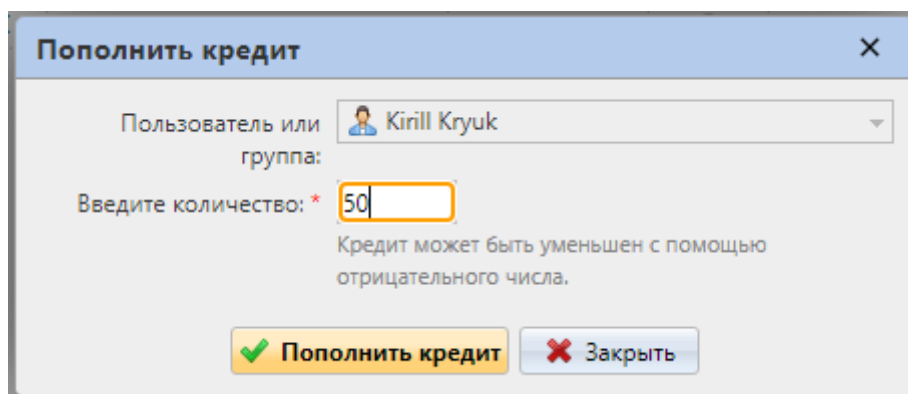 Пополнить кредит
Пользователь или группа:
Kirill Kryuk
Введите количество: *
50
Кредит может быть уменьшен с помощью
отрицательного числа.
Пополнить кредит
Закрыть